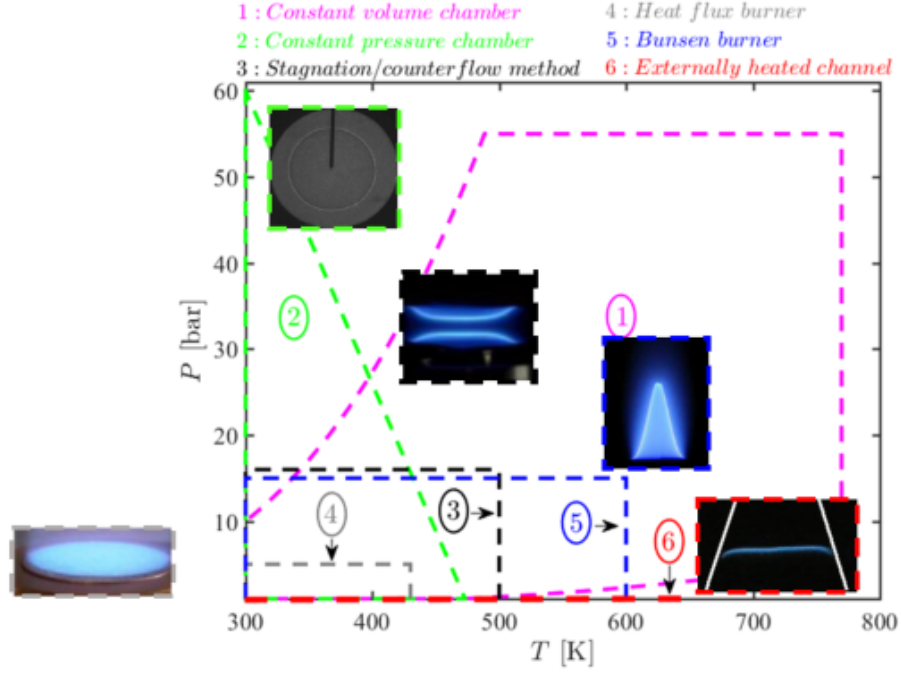 1 : Constant volume chamber
4 : Heat flux burner
2 : Constant pressure chamber
5 : Bunsen burner
3 : Stagnation/counterflow method
6 : Externally heated channel
60
50
40
30
20
10
P [bar]
2
1
4
3
5
6
300
400
500
600
700
800
T [K]